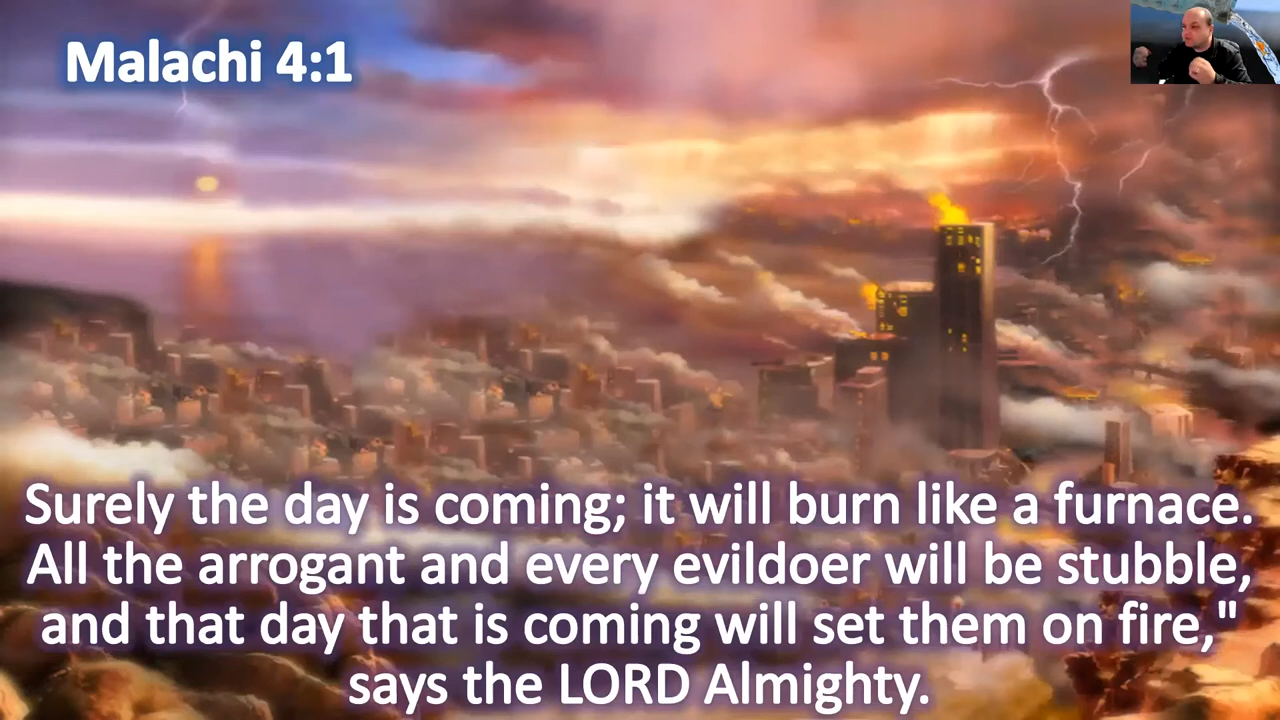 Malachi 4:1
Surely the day is coming; it will burn like a furnace.
All the arrogant and every evildoer will be stubble,
and that day that is coming will set them on fire,"
says the LORD Almighty.